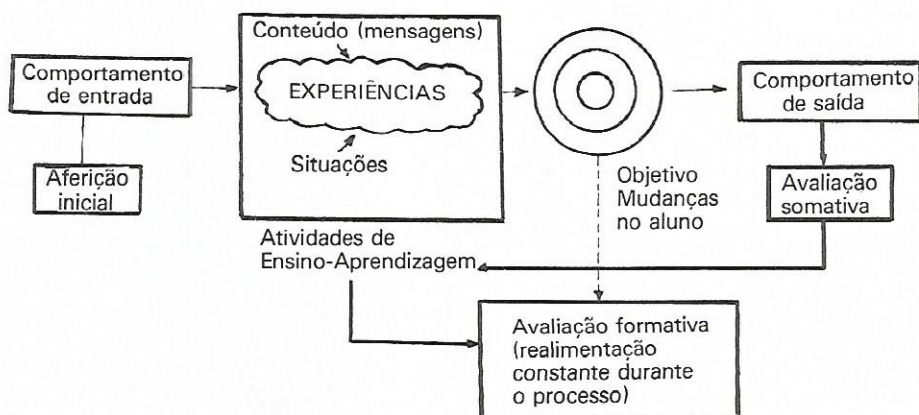 Comportamento
de entrada
Aferição
inicial
Conteúdo (mensagens)
EXPERIÊNCIAS
Situações
Atividades de
Ensino-Aprendizagem
Objetivo
Mudanças
no aluno
Comportamento
de saída
Avaliação
somativa
Avaliação formativa
(realimentação
constante durante
o processo)